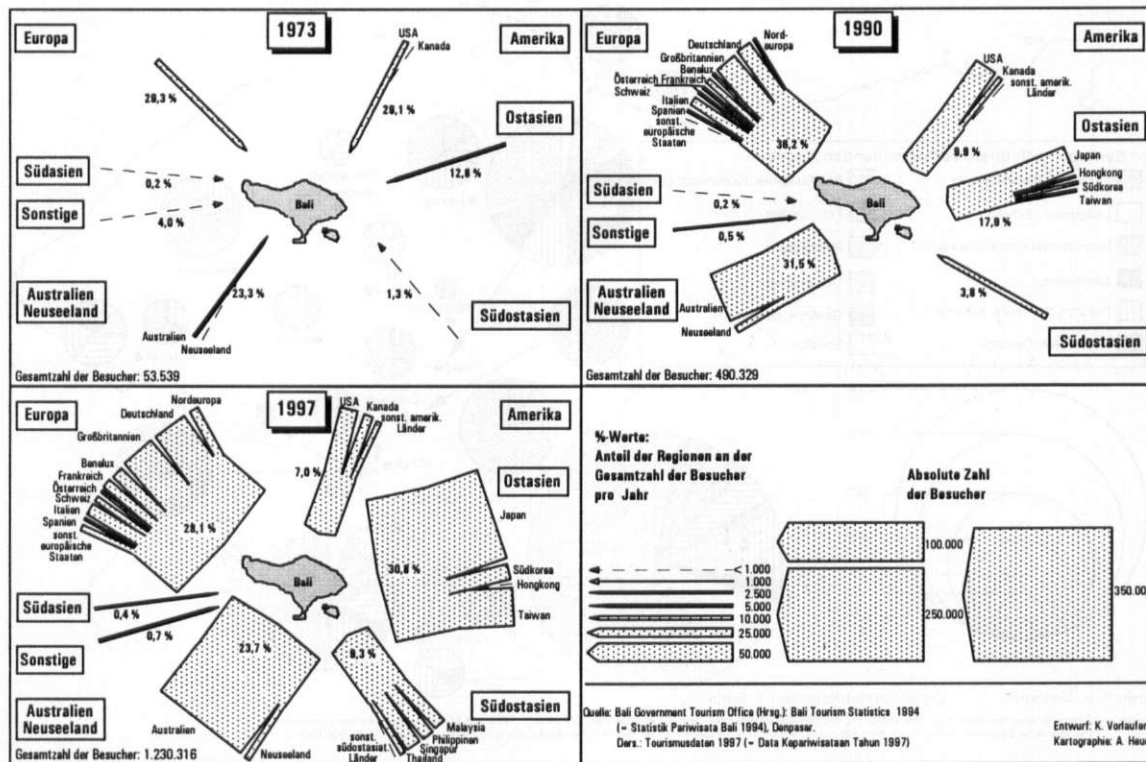 Europa
1973
Amerika
USA
Kanada
28,1 %
Ostasien
12,8 %
Südasien
0,2 %
Sonstige
4,0 %
Bali
23,3 %
1,3 %
Australien
Neuseeland
Australien
Neuseeland
Südostasien
Gesamtzahl der Besucher: 53.539
Europa
1990
Amerika
Nord-
europa
Deutschland
Großbritannien
Benelux
Österreich Frankreich
Schweiz
Italien
Spanien
sonst.
europäische
Staaten
36,2 %
USA
Kanada
sonst. amerik.
Länder
9,8 %
Ostasien
Japan
Hongkong
Südkorea
Taiwan
17,9 %
Südasien
0,2 %
Sonstige
0,5 %
Bali
31,5 %
Australien
Neuseeland
Australien
Neuseeland
3,8 %
Südostasien
Gesamtzahl der Besucher: 490.329
Europa
1997
Amerika
Nordeuropa
Deutschland
Großbritannien
Benelux
Frankreich
Österreich
Schweiz
Italien
Spanien
sonst.
europäische
Staaten
28,1 %
USA
Kanada
sonst. amerik.
Länder
7,0 %
Ostasien
Japan
30,8 %
Südkorea
Hongkong
Taiwan
Bali
Südasien
0,4 %
0,7 %
Sonstige
23,7 %
9,3 %
Australien
Neuseeland
Australien
Neuseeland
Südostasien
Malaysia
Philippinen
Singapur
Thailand
sonst.
südostasiat.
Länder
Gesamtzahl der Besucher: 1.230.316
%-Werte:
Anteil der Regionen an der
Gesamtzahl der Besucher
pro Jahr
Absolute Zahl
der Besucher
< 1.000
1.000
2.500
5.000
10.000
25.000
50.000
100.000
250.000
350.00
Quelle: Bali Government Tourism Office (Hrsg.): Bali Tourism Statistics 1994
(= Statistik Pariwisata Bali 1994), Denpasar.
Ders.: Tourismusdaten 1997 (= Data Kepariwisataan Tahun 1997)
Entwurf: K. Vorlaufer
Kartographie: A. Heu